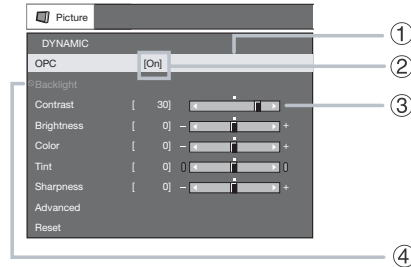 Picture
DYNAMIC
OPC [On]
Backlight
Contrast [ 30]
Brightness [ 0] – +
Color [ 0] – +
Tint [ 0]
Sharpness [ 0] – +
Advanced
Reset
①
②
③
④